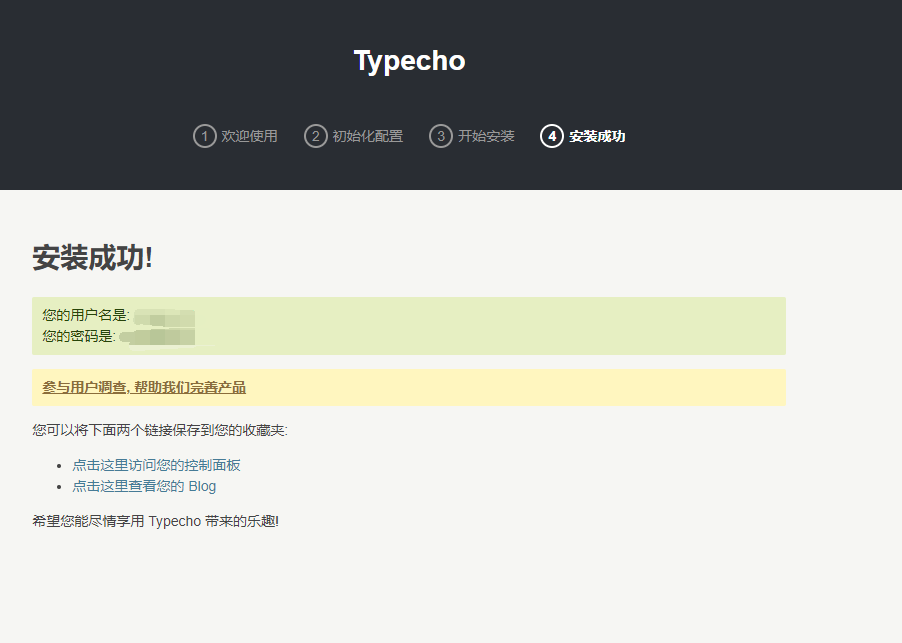 Typecho
1 欢迎使用 2 初始化配置 3 开始安装 4 安装成功
安装成功!
您的用户名是:
您的密码是:
参与用户调查, 帮助我们完善产品
您可以将下面两个链接保存到您的收藏夹:
点击这里访问您的控制面板
点击这里查看您的 Blog
希望您能尽情享用 Typecho 带来的乐趣!